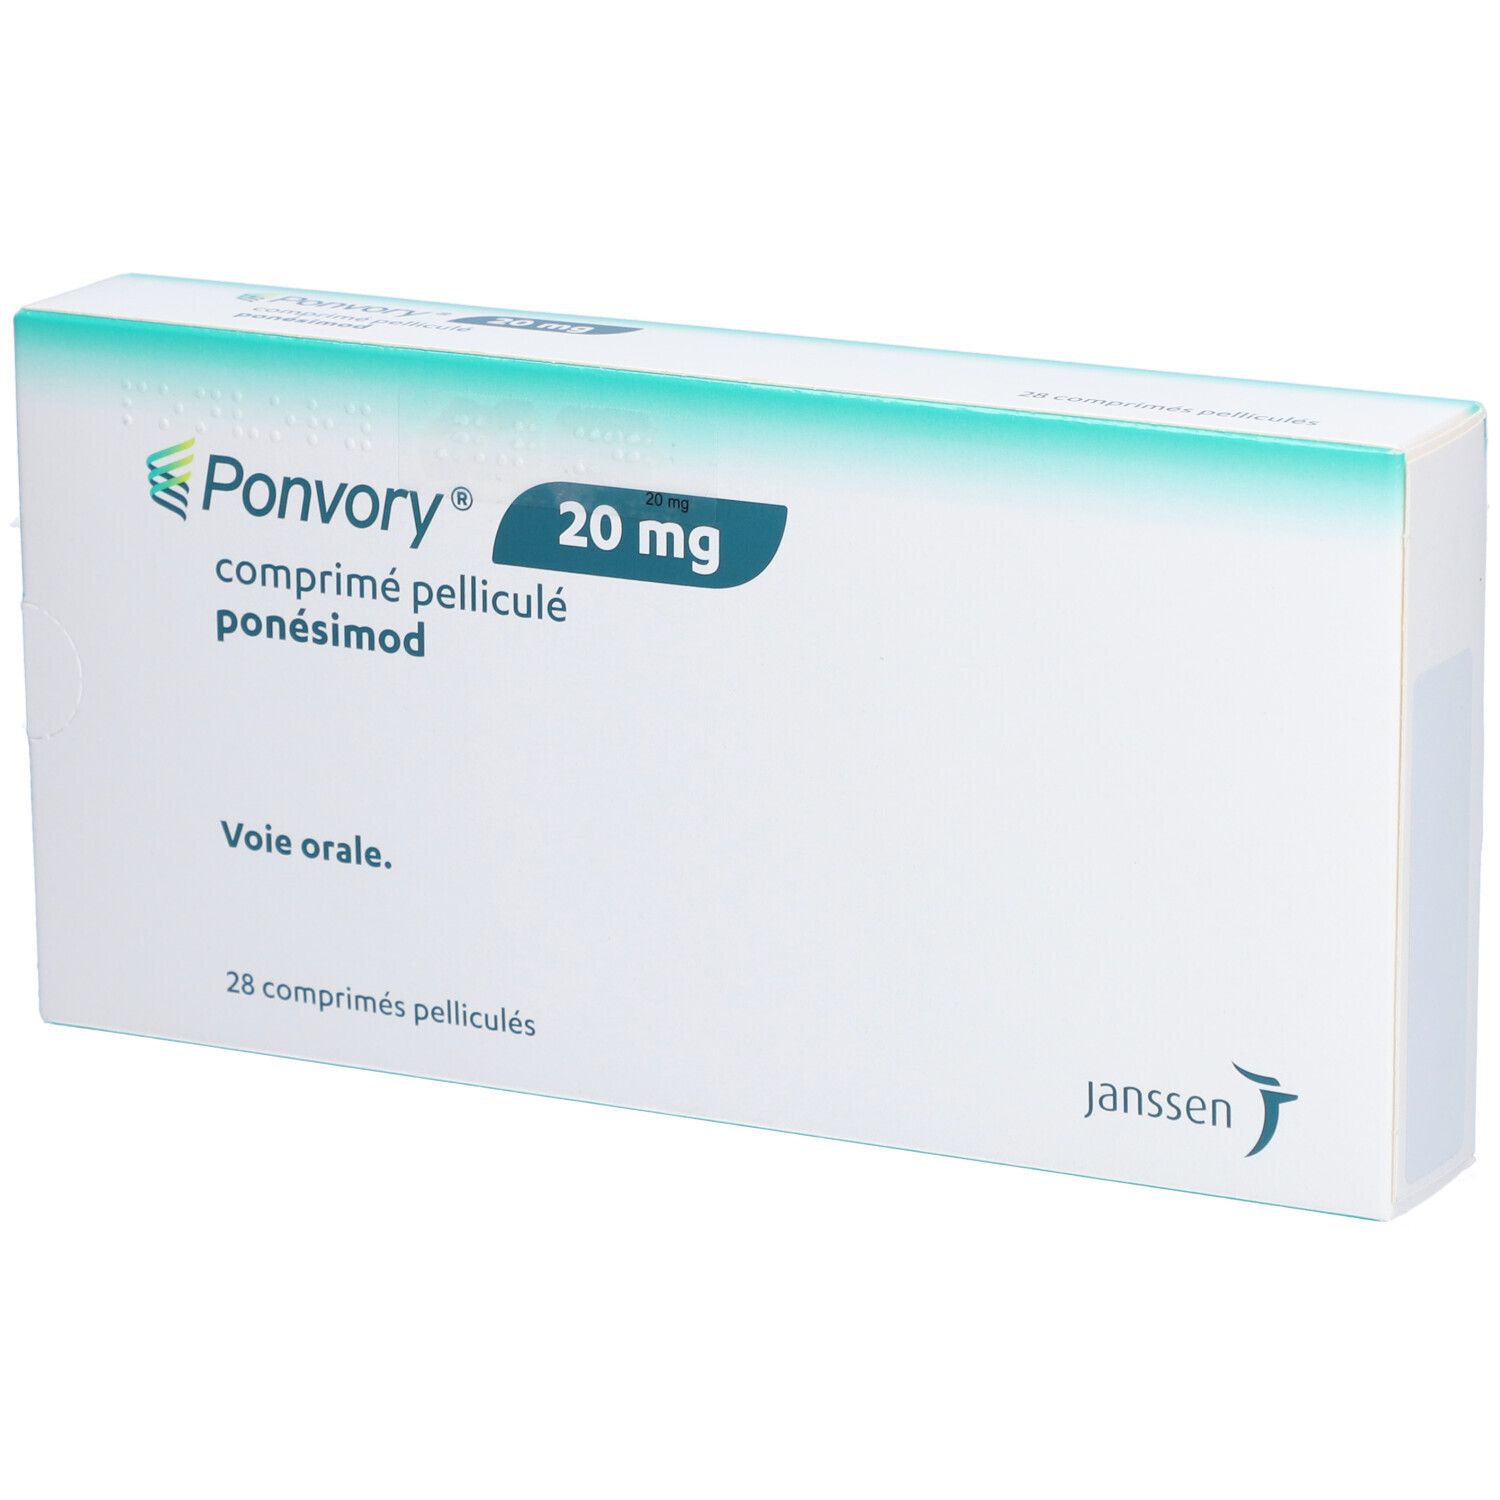 Ponvory® 20 mg
comprimé pelliculé
ponésimod
28 comprimés pelliculés
Ponvory® 20 mg
20 mg
comprimé pelliculé
ponésimod
Voie orale.
28 comprimés pelliculés
Janssen